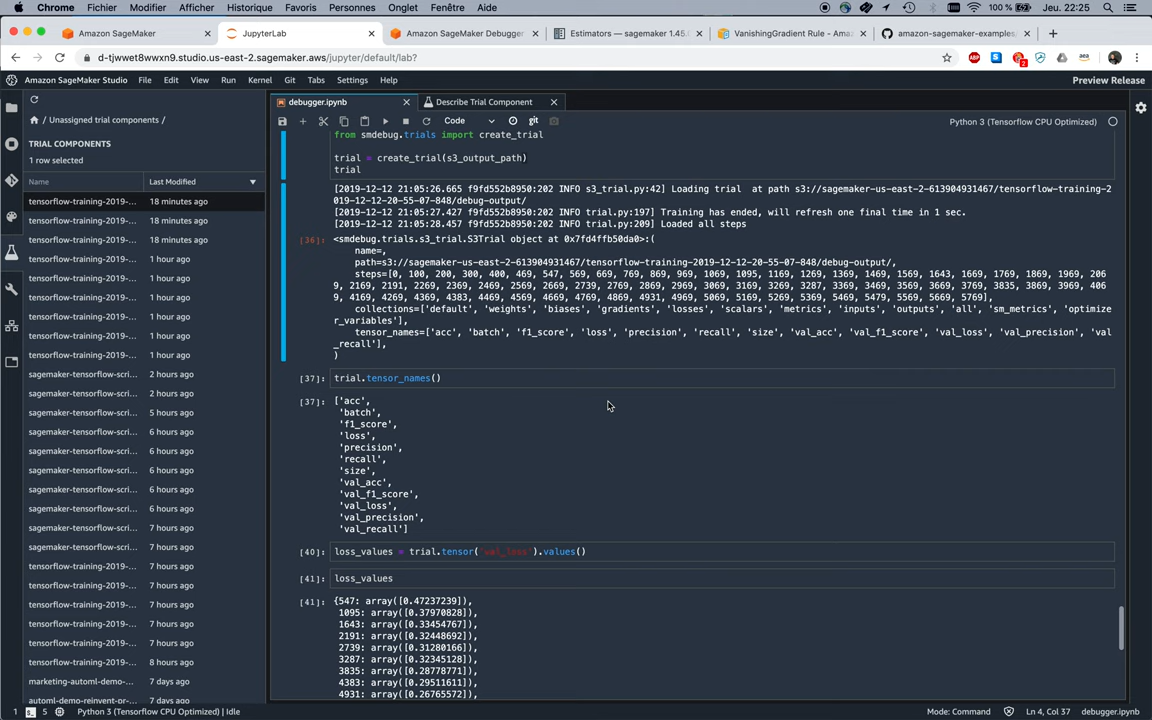 Chrome Fichier Modifier Afficher Historique Favoris Personnes Onglet Fenêtre Aide 100 % Jeu. 22:25
Amazon SageMaker JupyterLab Amazon SageMaker Debugger Estimators — sagemaker 1.45. VanishingGradient Rule - Ama amazon-sagemaker-examples
d-tjwwet8wwxn9.studio.us-east-2.sagemaker.aws/jupyter/default/lab?
Amazon SageMaker Studio File Edit View Run Kernel Git Tabs Settings Help Preview Release
debugger.ipynb Describe Trial Component
Code git Python 3 (Tensorflow CPU Optimized)
/ Unassigned trial components /
TRIAL COMPONENTS
1 row selected
Name Last Modified
tensorflow-training-2019-... 18 minutes ago
tensorflow-training-2019-... 18 minutes ago
tensorflow-training-2019-... 18 minutes ago
tensorflow-training-2019-... 1 hour ago
tensorflow-training-2019-... 1 hour ago
tensorflow-training-2019-... 1 hour ago
tensorflow-training-2019-... 1 hour ago
tensorflow-training-2019-... 1 hour ago
tensorflow-training-2019-... 1 hour ago
sagemaker-tensorflow-scri... 2 hours ago
sagemaker-tensorflow-scri... 2 hours ago
sagemaker-tensorflow-scri... 5 hours ago
sagemaker-tensorflow-scri... 6 hours ago
sagemaker-tensorflow-scri... 6 hours ago
sagemaker-tensorflow-scri... 6 hours ago
sagemaker-tensorflow-scri... 6 hours ago
sagemaker-tensorflow-scri... 6 hours ago
sagemaker-tensorflow-scri... 7 hours ago
sagemaker-tensorflow-scri... 7 hours ago
tensorflow-training-2019-... 7 hours ago
tensorflow-training-2019-... 7 hours ago
tensorflow-training-2019-... 7 hours ago
tensorflow-training-2019-... 7 hours ago
tensorflow-training-2019-... 7 hours ago
tensorflow-training-2019-... 8 hours ago
marketing-automl-demo-... 7 days ago
automl-demo-reinvent-pr-... 7 days ago
from smdebug.trials import create_trial
trial = create_trial(s3_output_path)
trial
[2019-12-12 21:05:26.665 f9fd552b8950:202 INFO s3_trial.py:42] Loading trial at path s3://sagemaker-us-east-2-613904931467/tensorflow-training-2
019-12-12-20-55-07-848/debug-output/
[2019-12-12 21:05:27.427 f9fd552b8950:202 INFO trial.py:197] Training has ended, will refresh one final time in 1 sec.
[2019-12-12 21:05:28.457 f9fd552b8950:202 INFO trial.py:209] Loaded all steps
[36]: <smdebug.trials.s3_trial.S3Trial object at 0x7fd4ffb50da0>:(
name=,
path=s3://sagemaker-us-east-2-613904931467/tensorflow-training-2019-12-12-20-55-07-848/debug-output/,
steps=[0, 100, 200, 300, 400, 469, 547, 569, 669, 769, 869, 969, 1069, 1095, 1169, 1269, 1369, 1469, 1569, 1643, 1669, 1769, 1869, 1969, 206
9, 2169, 2191, 2269, 2369, 2469, 2569, 2669, 2739, 2769, 2869, 2969, 3069, 3169, 3269, 3287, 3369, 3469, 3569, 3669, 3769, 3835, 3869, 3969,
4069, 4169, 4269, 4369, 4383, 4469, 4569, 4669, 4769, 4869, 4931, 4969, 5069, 5169, 5269, 5369, 5469, 5479, 5569, 5669, 5769],
collections=['default', 'weights', 'biases', 'gradients', 'losses', 'scalars', 'metrics', 'inputs', 'outputs', 'all', 'sm_metrics', 'optimize
r_variables'],
tensor_names=['acc', 'batch', 'f1_score', 'loss', 'precision', 'recall', 'size', 'val_acc', 'val_f1_score', 'val_loss', 'val_precision', 'val
_recall'],
)
[37]: trial.tensor_names()
[37]: ['acc',
'batch',
'f1_score',
'loss',
'precision',
'recall',
'size',
'val_acc',
'val_f1_score',
'val_loss',
'val_precision',
'val_recall']
[40]: loss_values = trial.tensor('val_loss').values()
[41]: loss_values
[41]: {547: array([0.47237239]),
1095: array([0.37970828]),
1643: array([0.33454767]),
2191: array([0.32448692]),
2739: array([0.31280166]),
3287: array([0.32345128]),
3835: array([0.28778771]),
4383: array([0.29511611]),
4931: array([0.26765572]),
1 5 Python 3 (Tensorflow CPU Optimized) | Idle Mode: Command Ln 4, Col 37 debugger.ipynb